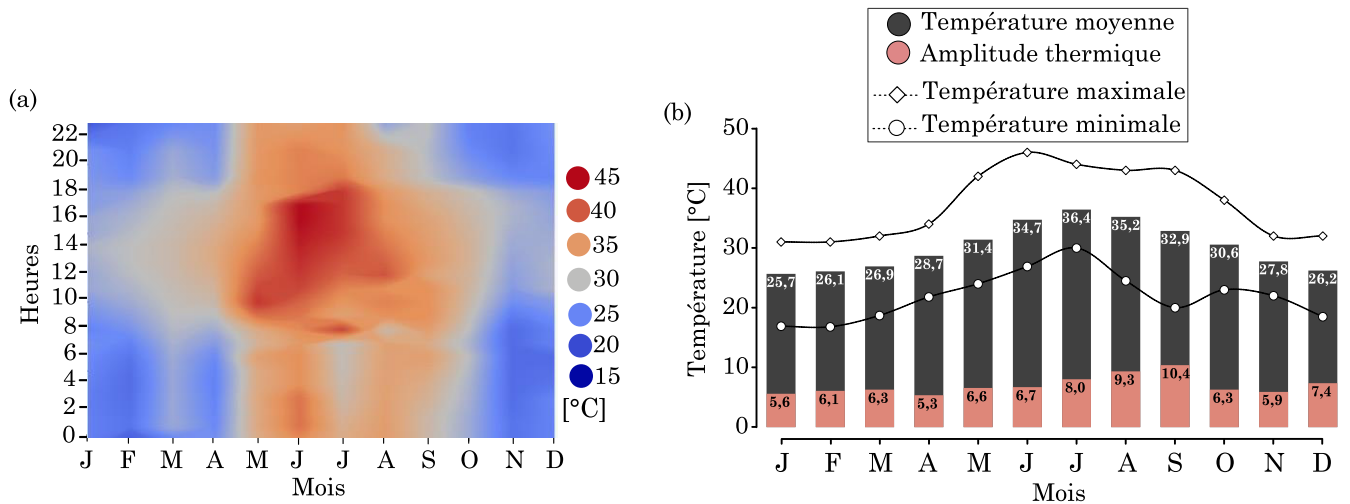 (a)
Heures
22
20
18
16
14
12
10
8
6
4
2
0
J F M A M J J A S O N D
Mois
45
40
35
30
25
20
15
[°C]
Température moyenne
Amplitude thermique
Température maximale
Température minimale
(b)
Température [°C]
50
40
30
20
10
0
25,7 26,1 26,9 28,7 31,4 34,7 36,4 35,2 32,9 30,6 27,8 26,2
5,6 6,1 6,3 5,3 6,6 6,7 8,0 9,3 10,4 6,3 5,9 7,4
J F M A M J J A S O N D
Mois